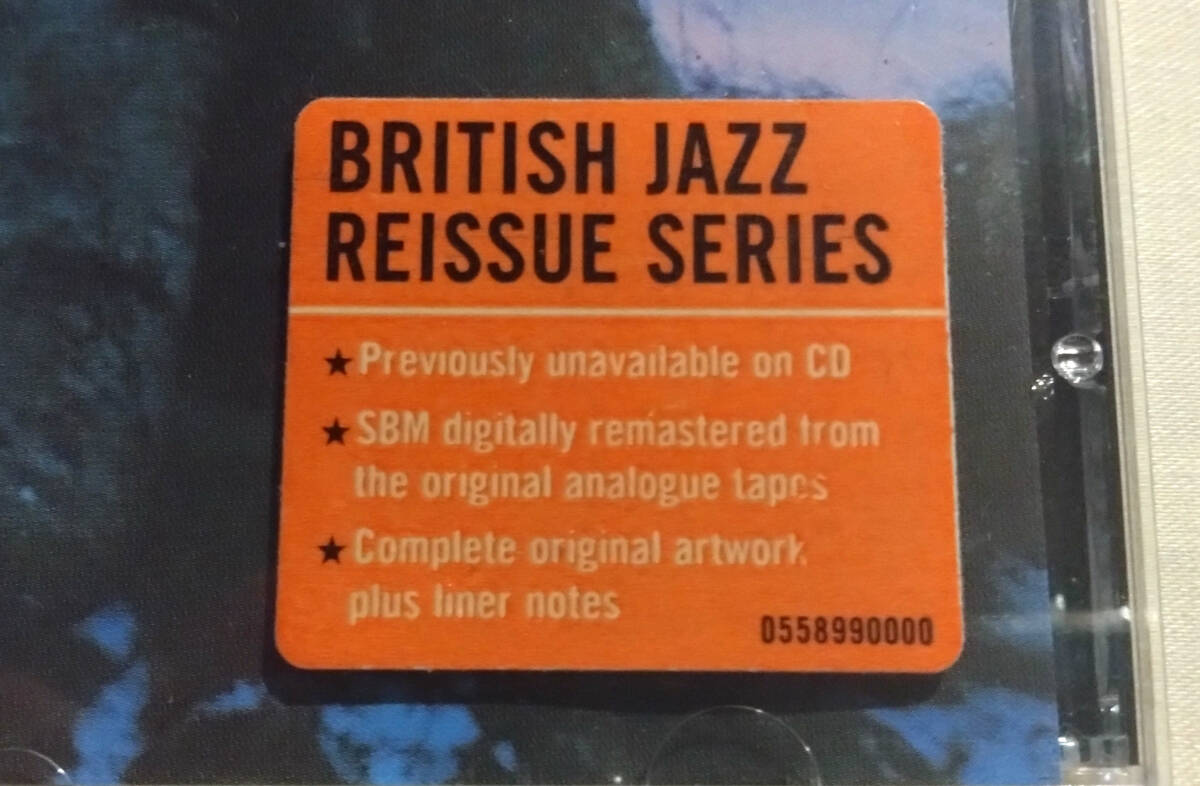 BRITISH JAZZ
REISSUE SERIES
★ Previously unavailable on CD
★ SBM digitally remastered from
the original analogue tapes
★ Complete original artwork
plus liner notes
0558990000